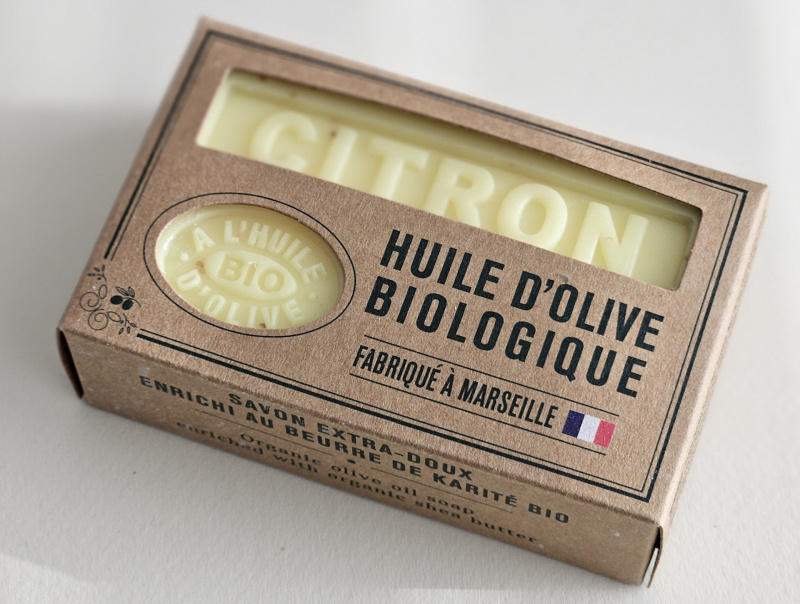 CITRON
À L'HUILE
BIO
D'OLIVE
HUILE D'OLIVE
BIOLOGIQUE
FABRIQUÉ À MARSEILLE
SAVON EXTRA-DOUX
ENRICHI AU BEURRE DE KARITÉ BIO
Organic olive oil soap
enriched with organic shea butter